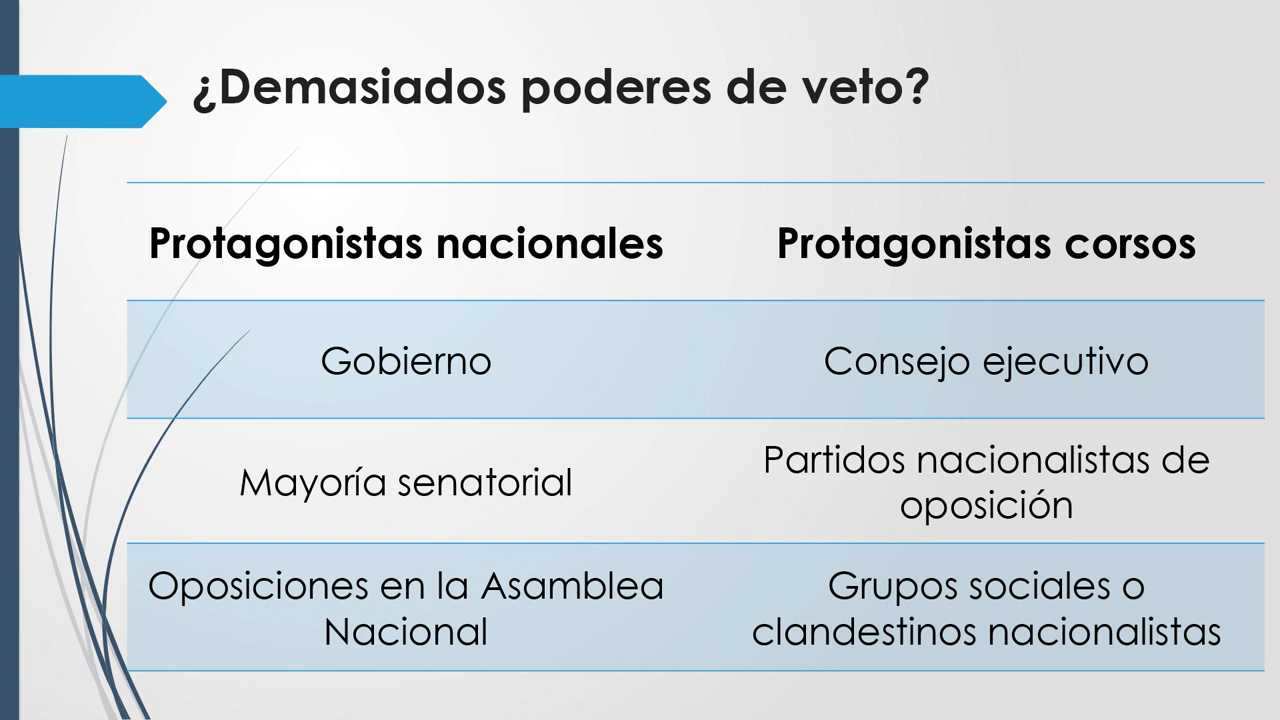 ¿Demasiados poderes de veto?
Protagonistas nacionales
Protagonistas corsos
Gobierno
Consejo ejecutivo
Mayoría senatorial
Partidos nacionalistas de
oposición
Oposiciones en la Asamblea
Nacional
Grupos sociales o
clandestinos nacionalistas